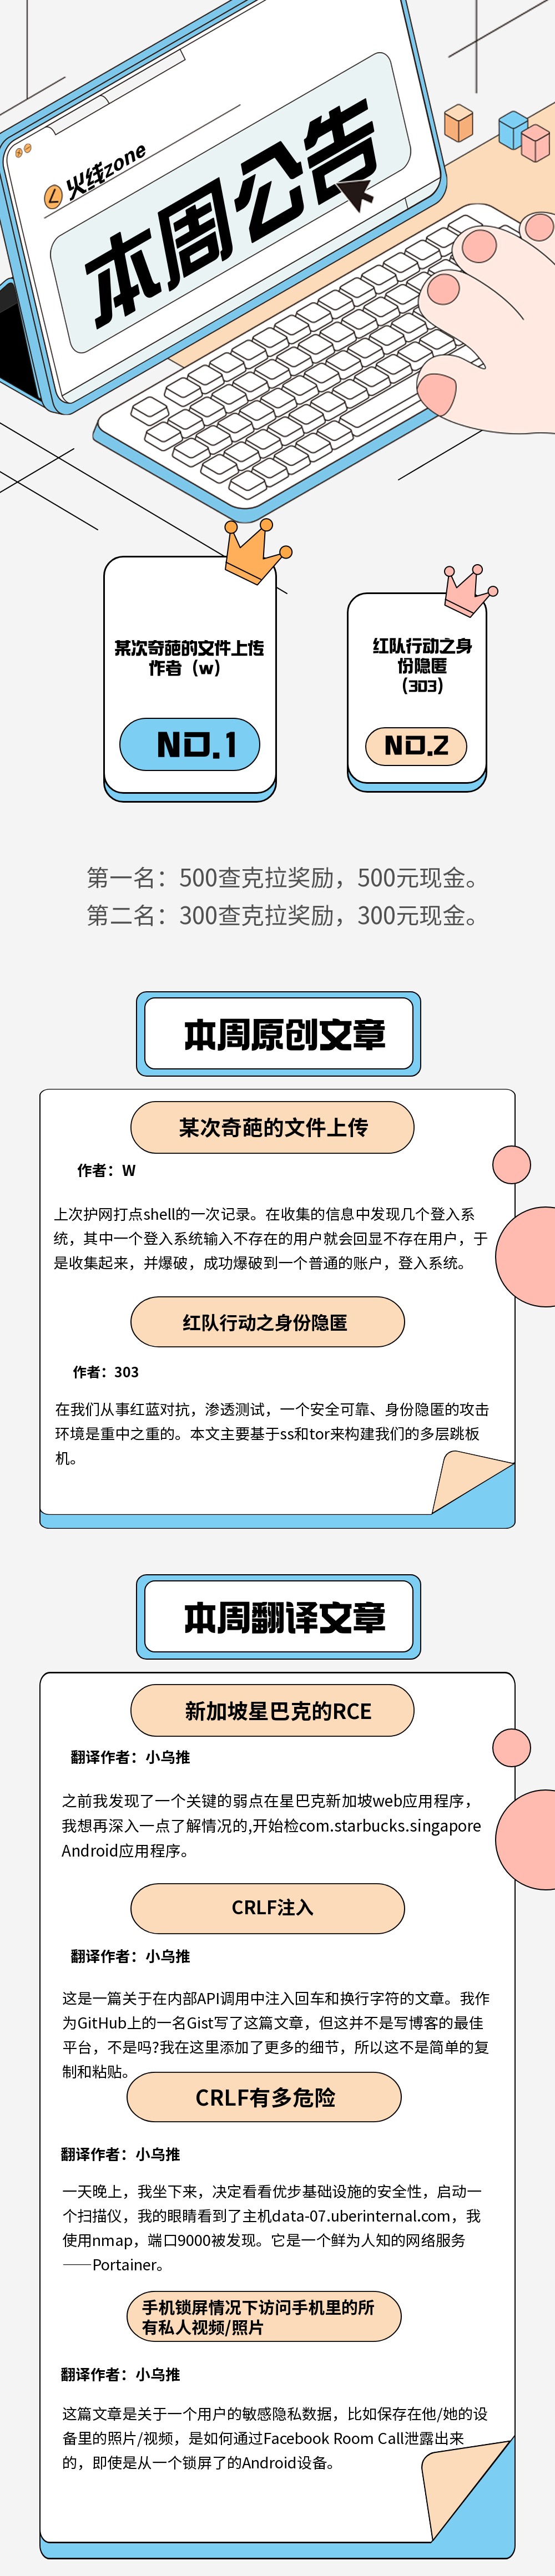 火线zone
本周公告
某次奇葩的文件上传
作者（w）
NO.1
红队行动之身
份隐匿
（303）
NO.2
第一名：500查克拉奖励，500元现金。
第二名：300查克拉奖励，300元现金。
本周原创文章
某次奇葩的文件上传
作者：W
上次护网打点shell的一次记录。在收集的信息中发现几个登入系
统，其中一个登入系统输入不存在的用户就会回显不存在用户，于
是收集起来，并爆破，成功爆破到一个普通的账户，登入系统。
红队行动之身份隐匿
作者：303
在我们从事红蓝对抗，渗透测试，一个安全可靠、身份隐匿的攻击
环境是重中之重的。本文主要基于ss和tor来构建我们的多层跳板
机。
本周翻译文章
新加坡星巴克的RCE
翻译作者：小乌推
之前我发现了一个关键的弱点在星巴克新加坡web应用程序，
我想再深入一点了解情况的,开始检com.starbucks.singapore
Android应用程序。
CRLF注入
翻译作者：小乌推
这是一篇关于在内部API调用中注入回车和换行字符的文章。我作
为GitHub上的一名Gist写了这篇文章，但这并不是写博客的最佳
平台，不是吗?我在这里添加了更多的细节，所以这不是简单的复
制和粘贴。
CRLF有多危险
翻译作者：小乌推
一天晚上，我坐下来，决定看看优步基础设施的安全性，启动一
个扫描仪，我的眼睛看到了主机data-07.uberinternal.com，我
使用nmap，端口9000被发现。它是一个鲜为人知的网络服务
——Portainer。
手机锁屏情况下访问手机里的所
有私人视频/照片
翻译作者：小乌推
这篇文章是关于一个用户的敏感隐私数据，比如保存在他/她的设
备里的照片/视频，是如何通过Facebook Room Call泄露出来
的，即使是从一个锁屏了的Android设备。